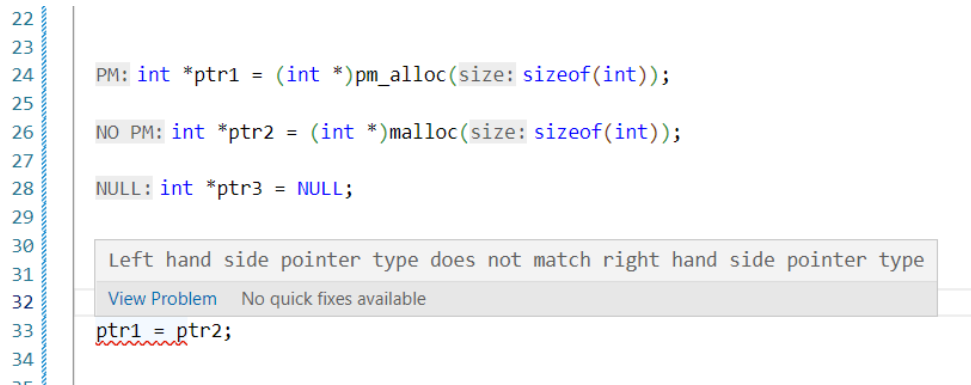 22
23
24 PM: int *ptr1 = (int *)pm_alloc(size: sizeof(int));
25
26 NO PM: int *ptr2 = (int *)malloc(size: sizeof(int));
27
28 NULL: int *ptr3 = NULL;
29
30 Left hand side pointer type does not match right hand side pointer type
31
32 View Problem No quick fixes available
33 ptr1 = ptr2;
34
35